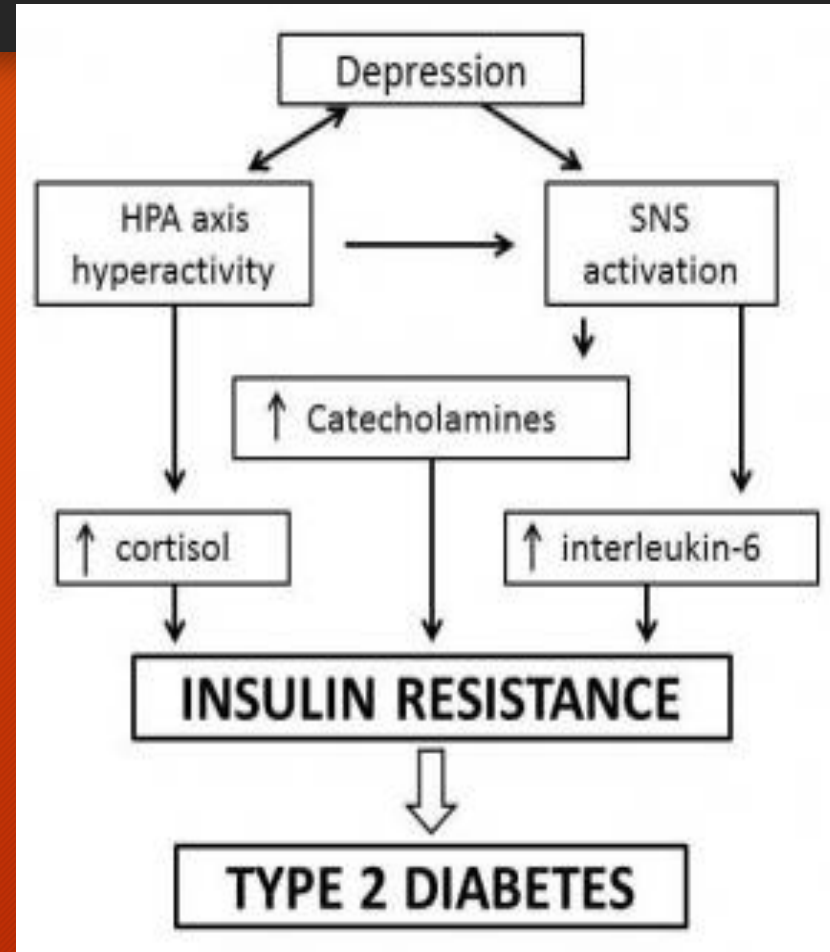 Depression
HPA axis
hyperactivity
SNS
activation
↑ Catecholamines
↑ cortisol
↑ interleukin-6
INSULIN RESISTANCE
TYPE 2 DIABETES